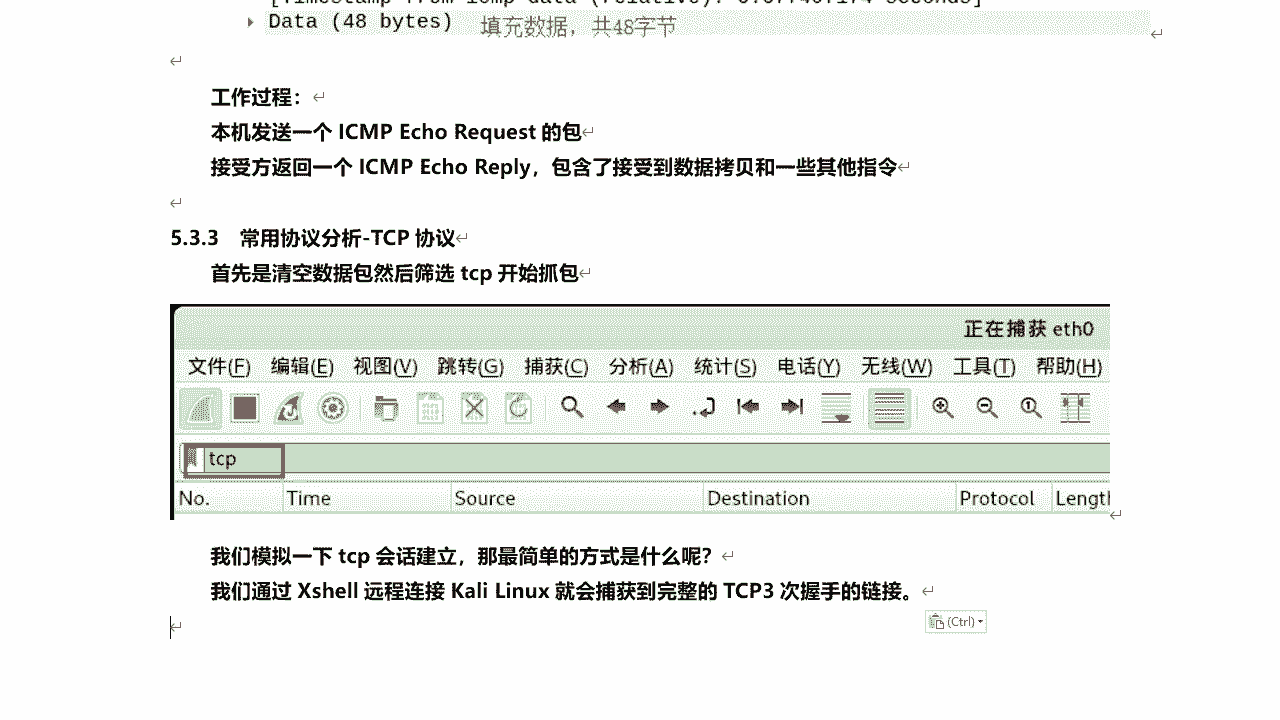 Data (48 bytes) 填充数据，共48字节
工作过程：
本机发送一个 ICMP Echo Request 的包
接受方返回一个 ICMP Echo Reply，包含了接受到数据拷贝和一些其他指令
5.3.3 常用协议分析-TCP 协议
首先是清空数据包然后筛选 tcp 开始抓包
正在捕获 eth0
文件(F) 编辑(E) 视图(V) 跳转(G) 捕获(C) 分析(A) 统计(S) 电话(Y) 无线(W) 工具(T) 帮助(H)
tcp
No. Time Source Destination Protocol Length
我们模拟一下 tcp 会话建立，那最简单的方式是什么呢？
我们通过 Xshell 远程连接 Kali Linux 就会捕获到完整的 TCP3 次握手的链接。
(Ctrl)